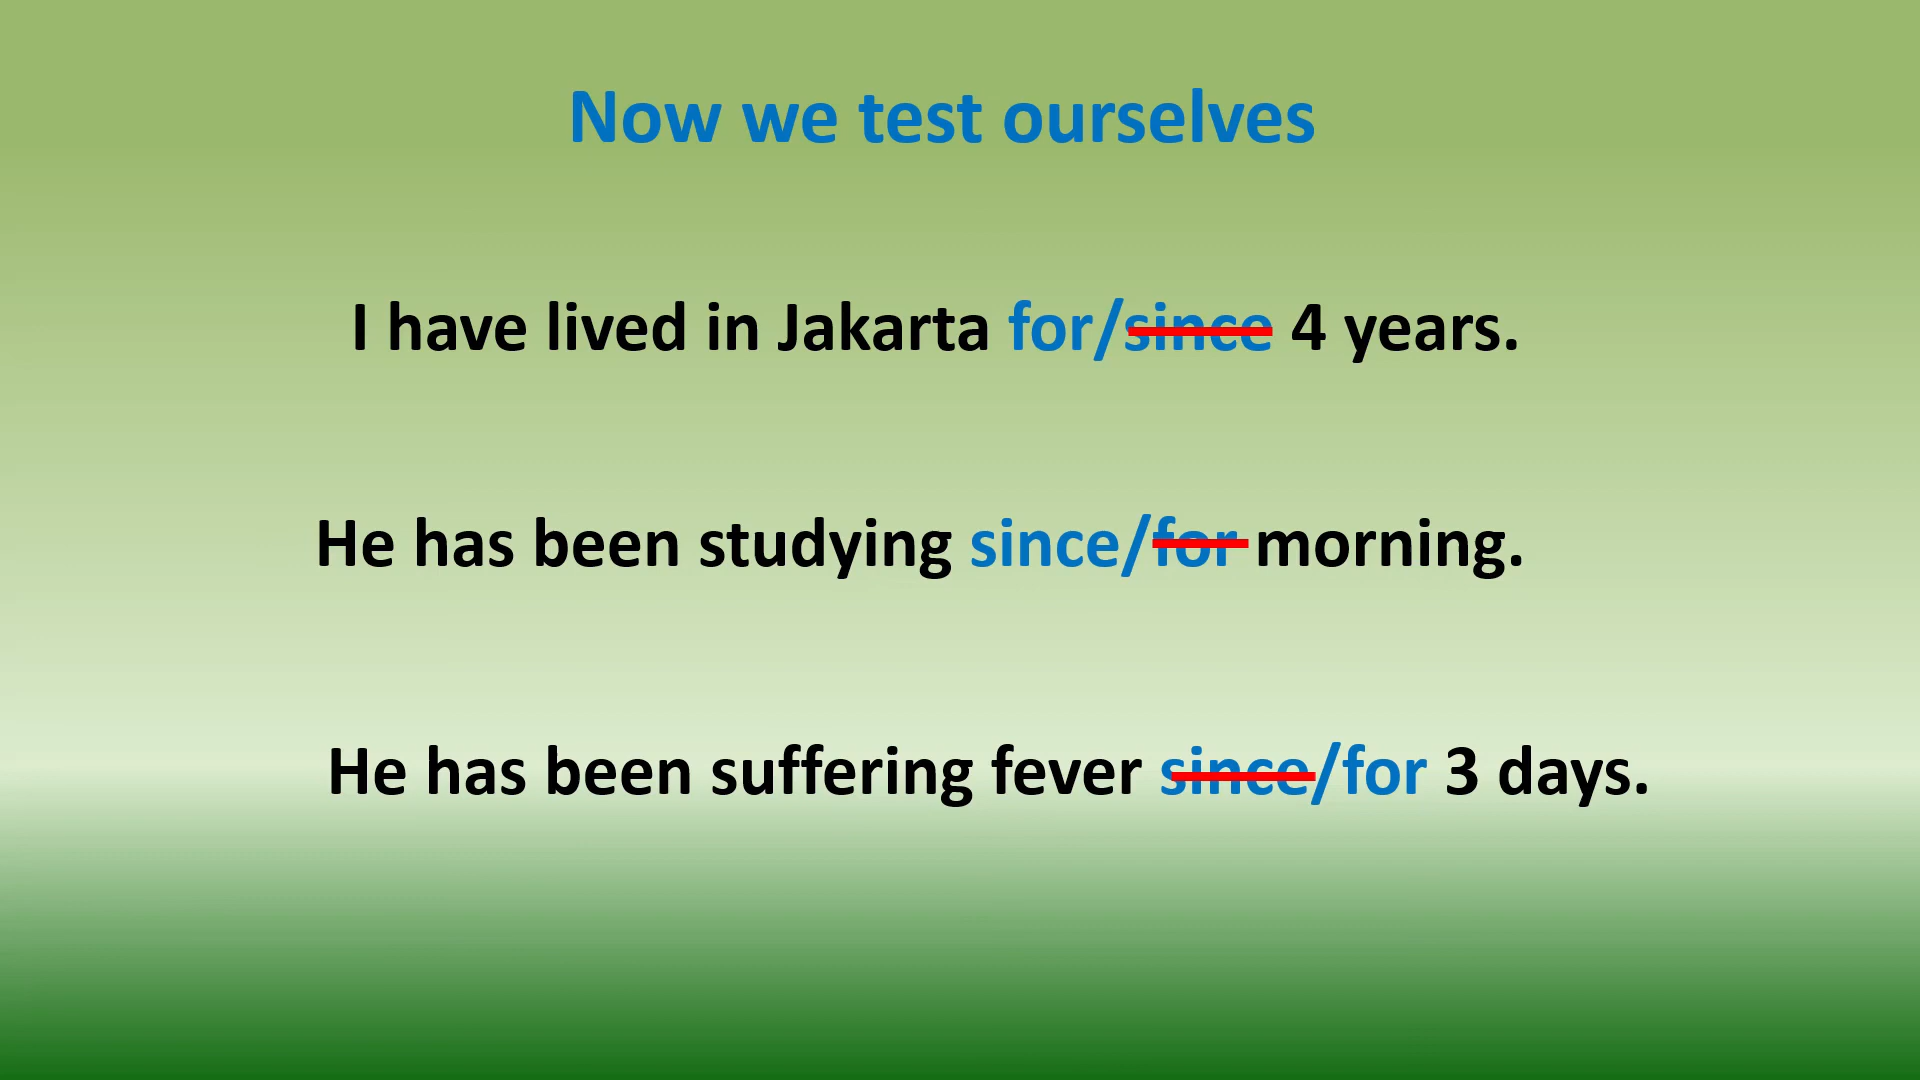 Now we test ourselves
I have lived in Jakarta for/since 4 years.
He has been studying since/for morning.
He has been suffering fever since/for 3 days.